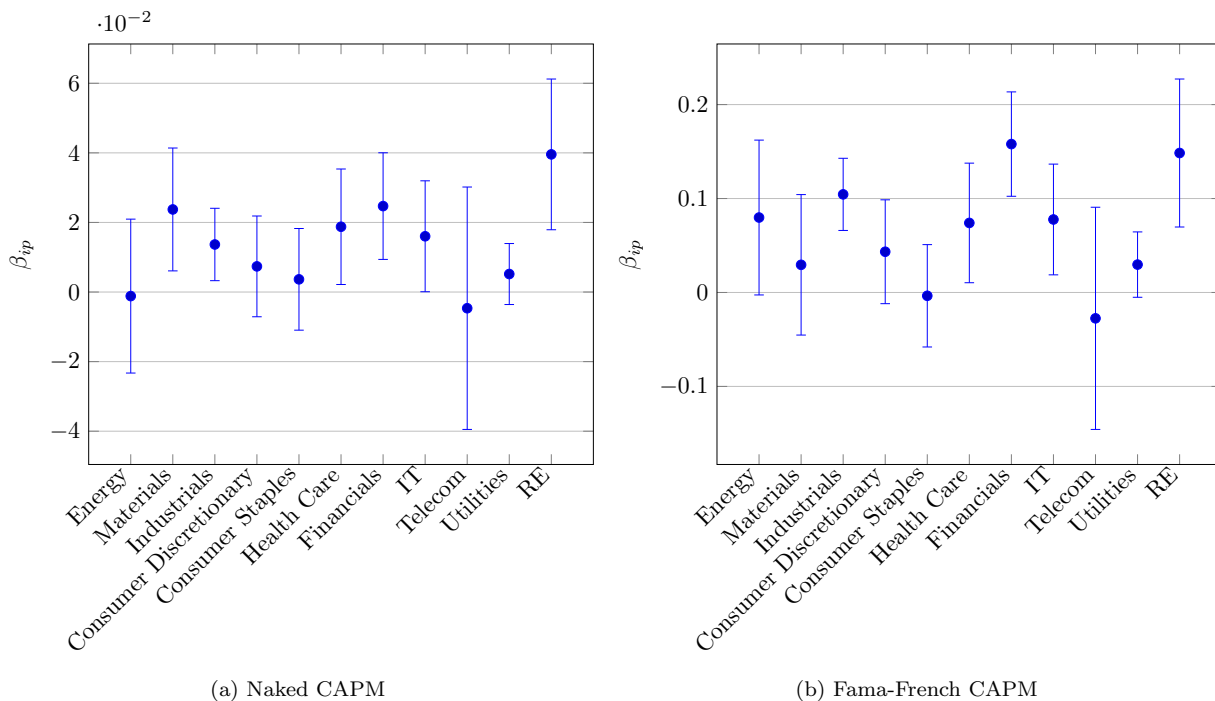 ·10⁻²
6
4
2
0
−2
−4
β_ip
Energy
Materials
Industrials
Consumer Discretionary
Consumer Staples
Health Care
Financials
IT
Telecom
Utilities
RE
(a) Naked CAPM
0.2
0.1
0
−0.1
β_ip
Energy
Materials
Industrials
Consumer Discretionary
Consumer Staples
Health Care
Financials
IT
Telecom
Utilities
RE
(b) Fama-French CAPM